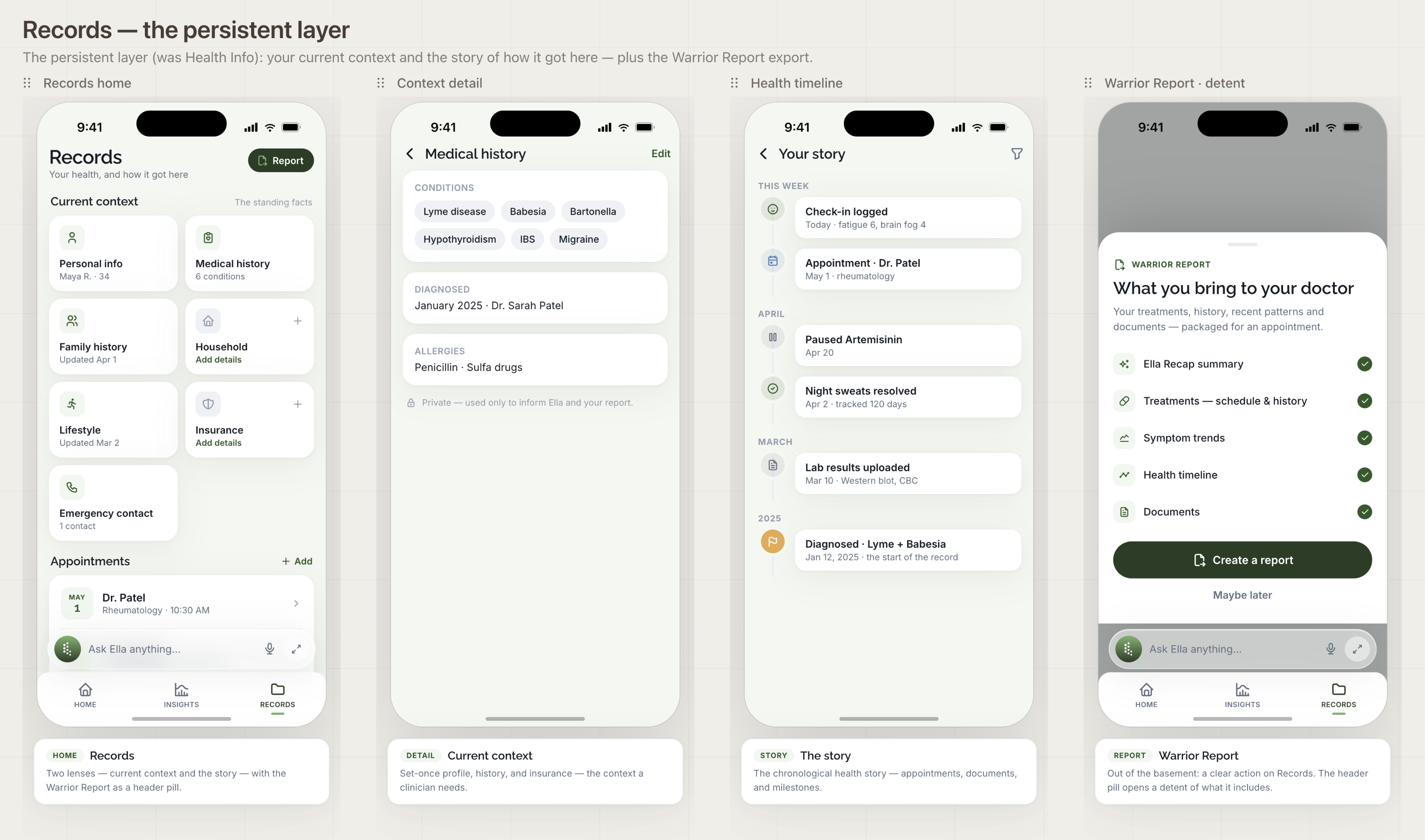 Records — the persistent layer
The persistent layer (was Health Info): your current context and the story of how it got here — plus the Warrior Report export.
Records home
9:41
Records
Report
Your health, and how it got here
Current context
The standing facts
Personal info
Maya R. · 34
Medical history
6 conditions
Family history
Updated Apr 1
Household
Add details
Lifestyle
Updated Mar 2
Insurance
Add details
Emergency contact
1 contact
Appointments
+ Add
MAY
1
Dr. Patel
Rheumatology · 10:30 AM
Ask Ella anything...
HOME
INSIGHTS
RECORDS
HOME
Records
Two lenses — current context and the story — with the
Warrior Report as a header pill.
Context detail
9:41
Medical history
Edit
CONDITIONS
Lyme disease
Babesia
Bartonella
Hypothyroidism
IBS
Migraine
DIAGNOSED
January 2025 · Dr. Sarah Patel
ALLERGIES
Penicillin · Sulfa drugs
Private — used only to inform Ella and your report.
DETAIL
Current context
Set-once profile, history, and insurance — the context a
clinician needs.
Health timeline
9:41
Your story
THIS WEEK
Check-in logged
Today · fatigue 6, brain fog 4
Appointment · Dr. Patel
May 1 · rheumatology
APRIL
Paused Artemisinin
Apr 20
Night sweats resolved
Apr 2 · tracked 120 days
MARCH
Lab results uploaded
Mar 10 · Western blot, CBC
2025
Diagnosed · Lyme + Babesia
Jan 12, 2025 · the start of the record
STORY
The story
The chronological health story — appointments, documents,
and milestones.
Warrior Report · detent
9:41
WARRIOR REPORT
What you bring to your doctor
Your treatments, history, recent patterns and
documents — packaged for an appointment.
Ella Recap summary
Treatments — schedule & history
Symptom trends
Health timeline
Documents
Create a report
Maybe later
Ask Ella anything...
HOME
INSIGHTS
RECORDS
REPORT
Warrior Report
Out of the basement: a clear action on Records. The header
pill opens a detent of what it includes.